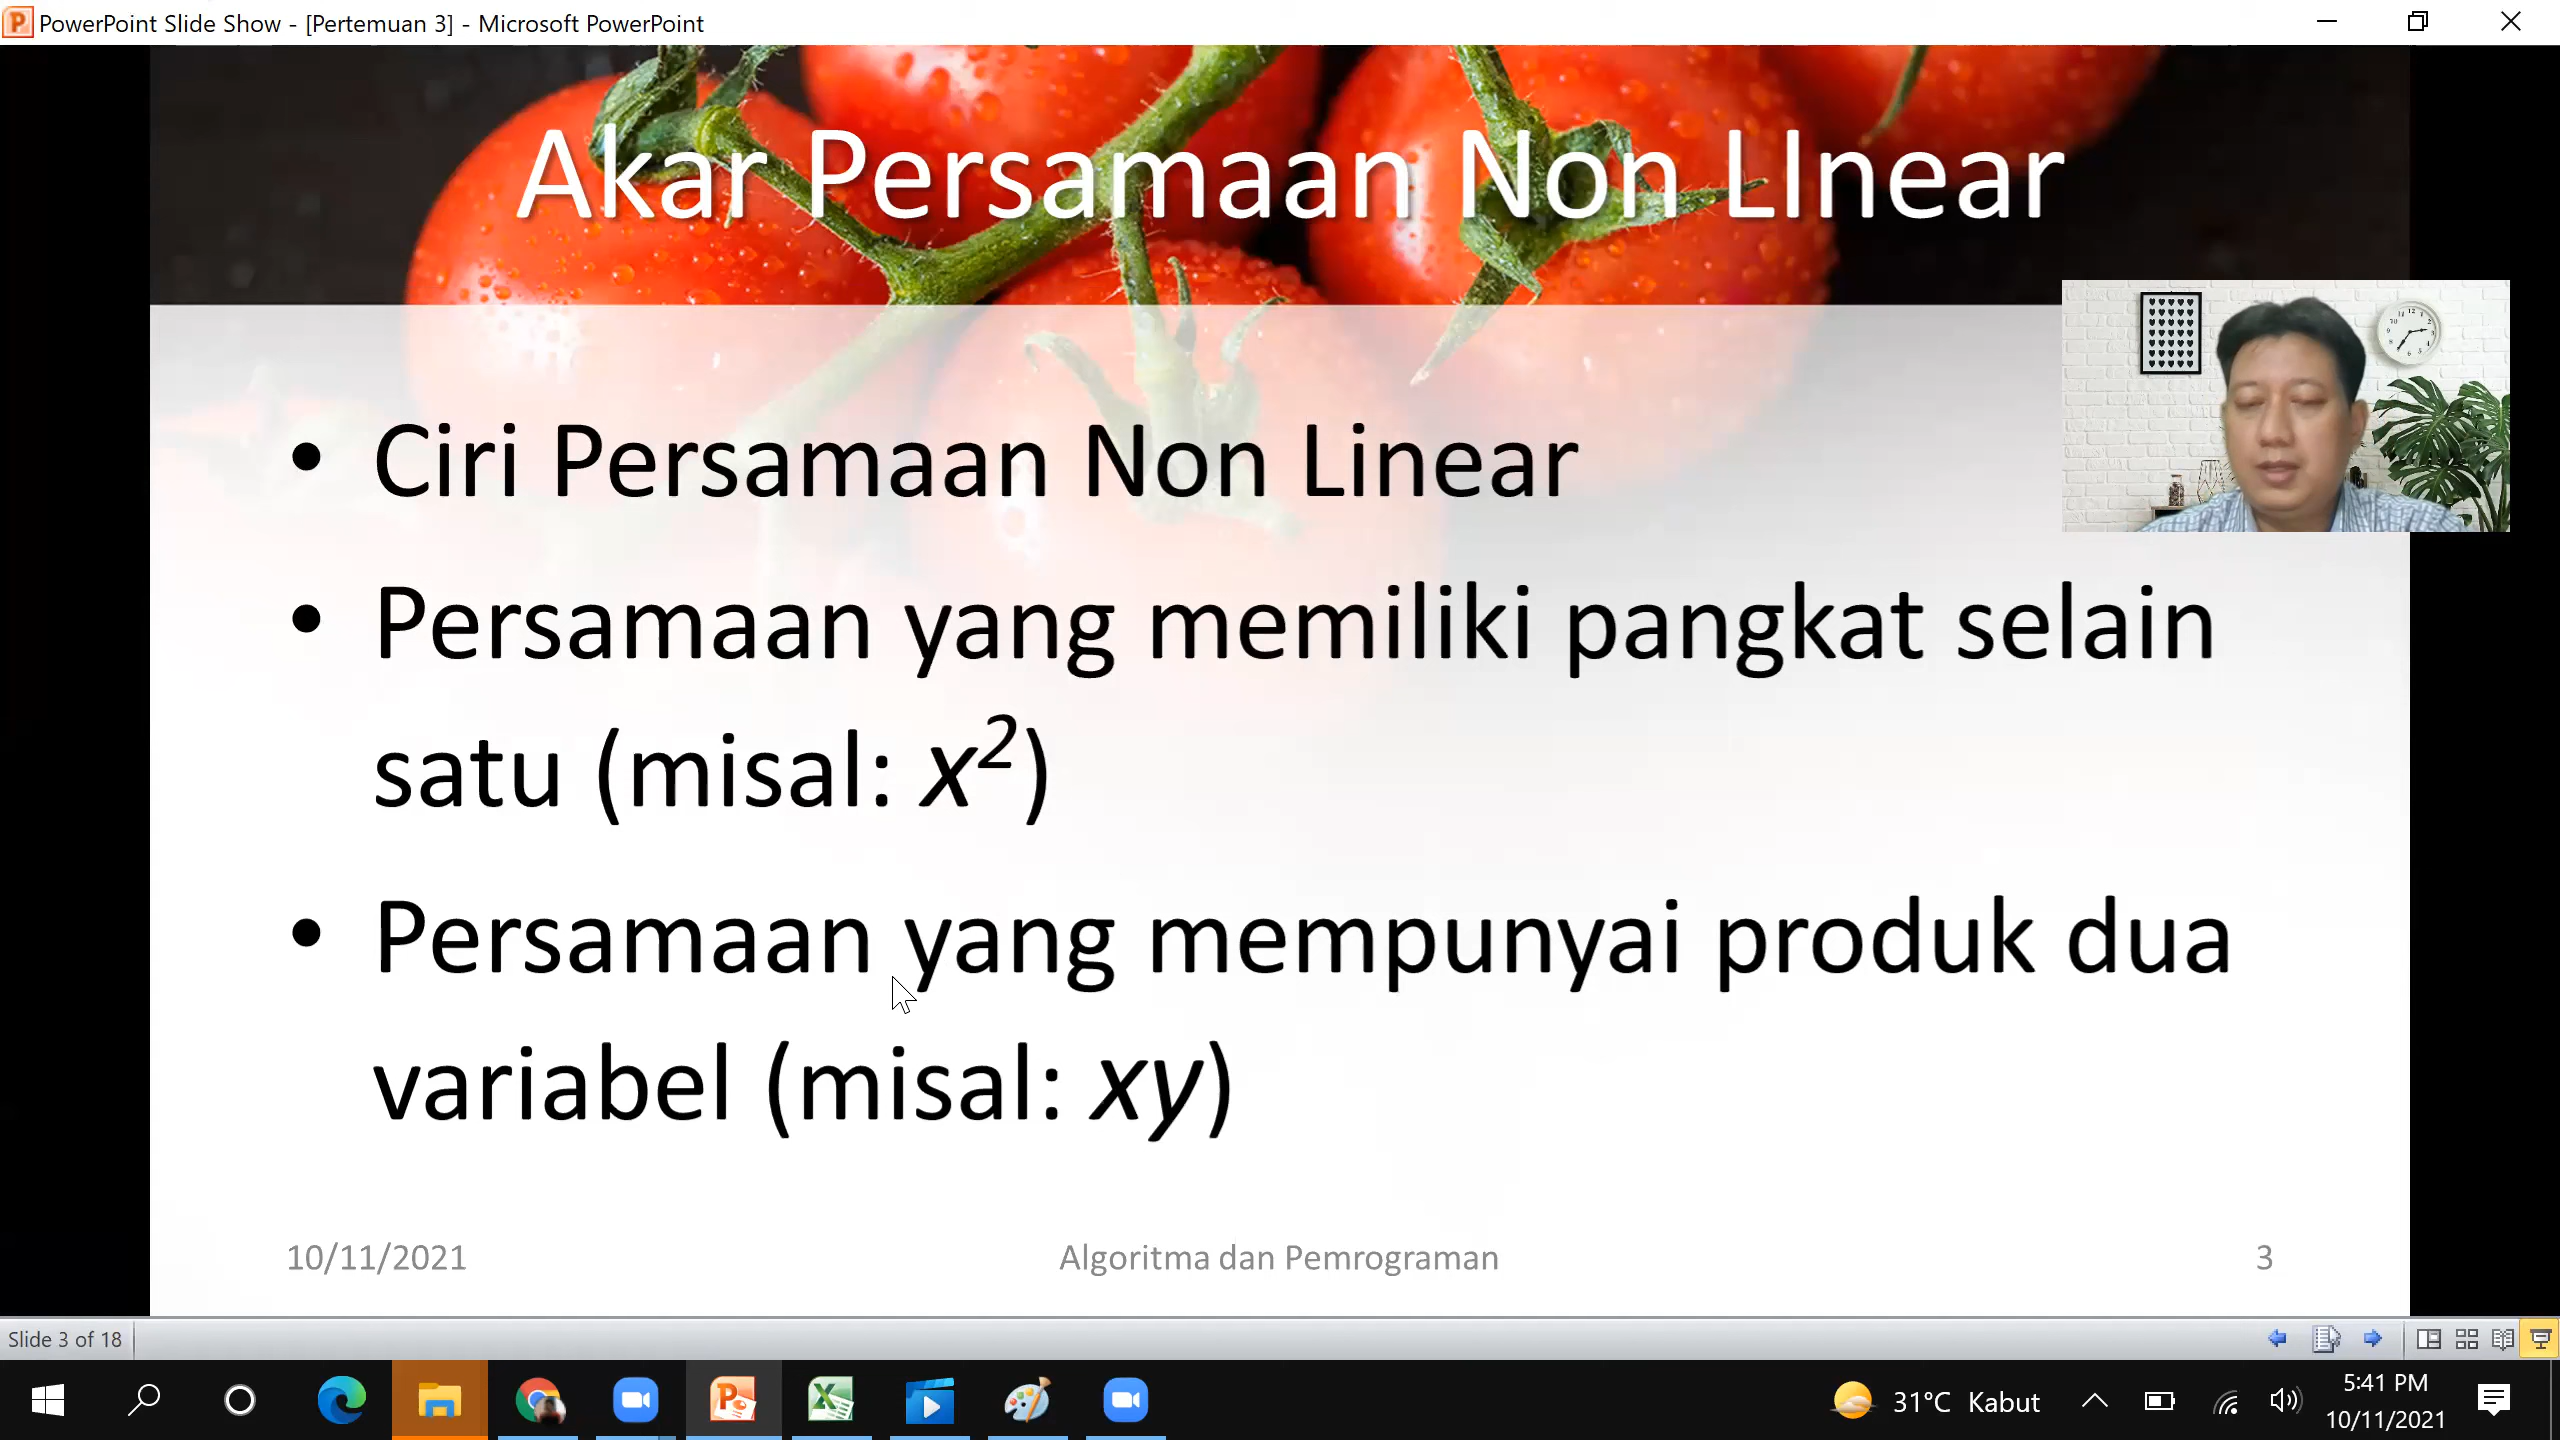 PowerPoint Slide Show - [Pertemuan 3] - Microsoft PowerPoint
Akar Persamaan Non LInear
• Ciri Persamaan Non Linear
• Persamaan yang memiliki pangkat selain
satu (misal: x²)
• Persamaan yang mempunyai produk dua
variabel (misal: xy)
10/11/2021
Algoritma dan Pemrograman
3
Slide 3 of 18
31°C Kabut
5:41 PM
10/11/2021